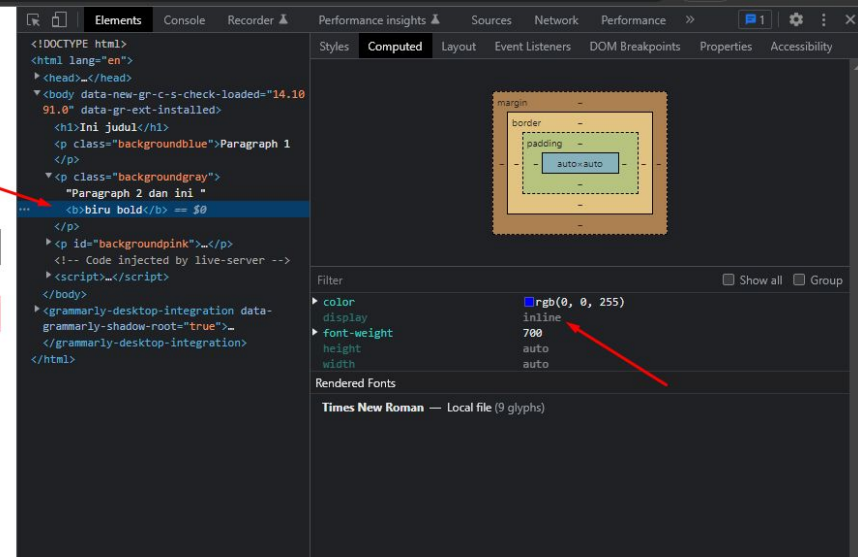 Elements Console Recorder Performance insights Sources Network Performance » 1
<!DOCTYPE html>
<html lang="en">
<head>…</head>
<body data-new-gr-c-s-check-loaded="14.10
91.0" data-gr-ext-installed>
<h1>Ini judul</h1>
<p class="backgroundblue">Paragraph 1
</p>
<p class="backgroundgray">
"Paragraph 2 dan ini "
… <b>biru bold</b> == $0
</p>
<p id="backgroundpink">…</p>
<!-- Code injected by live-server -->
<script>…</script>
</body>
<grammarly-desktop-integration data-
grammarly-shadow-root="true">…
</grammarly-desktop-integration>
</html>
Styles Computed Layout Event Listeners DOM Breakpoints Properties Accessibility
margin -
border -
padding -
- - - auto×auto - - -
-
-
-
Filter Show all Group
color rgb(0, 0, 255)
display inline
font-weight 700
height auto
width auto
Rendered Fonts
Times New Roman — Local file (9 glyphs)